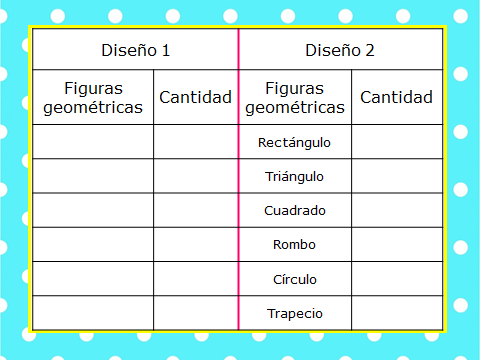 Diseño 1
Diseño 2
Figuras
geométricas
Cantidad
Figuras
geométricas
Cantidad
Rectángulo
Triángulo
Cuadrado
Rombo
Círculo
Trapecio